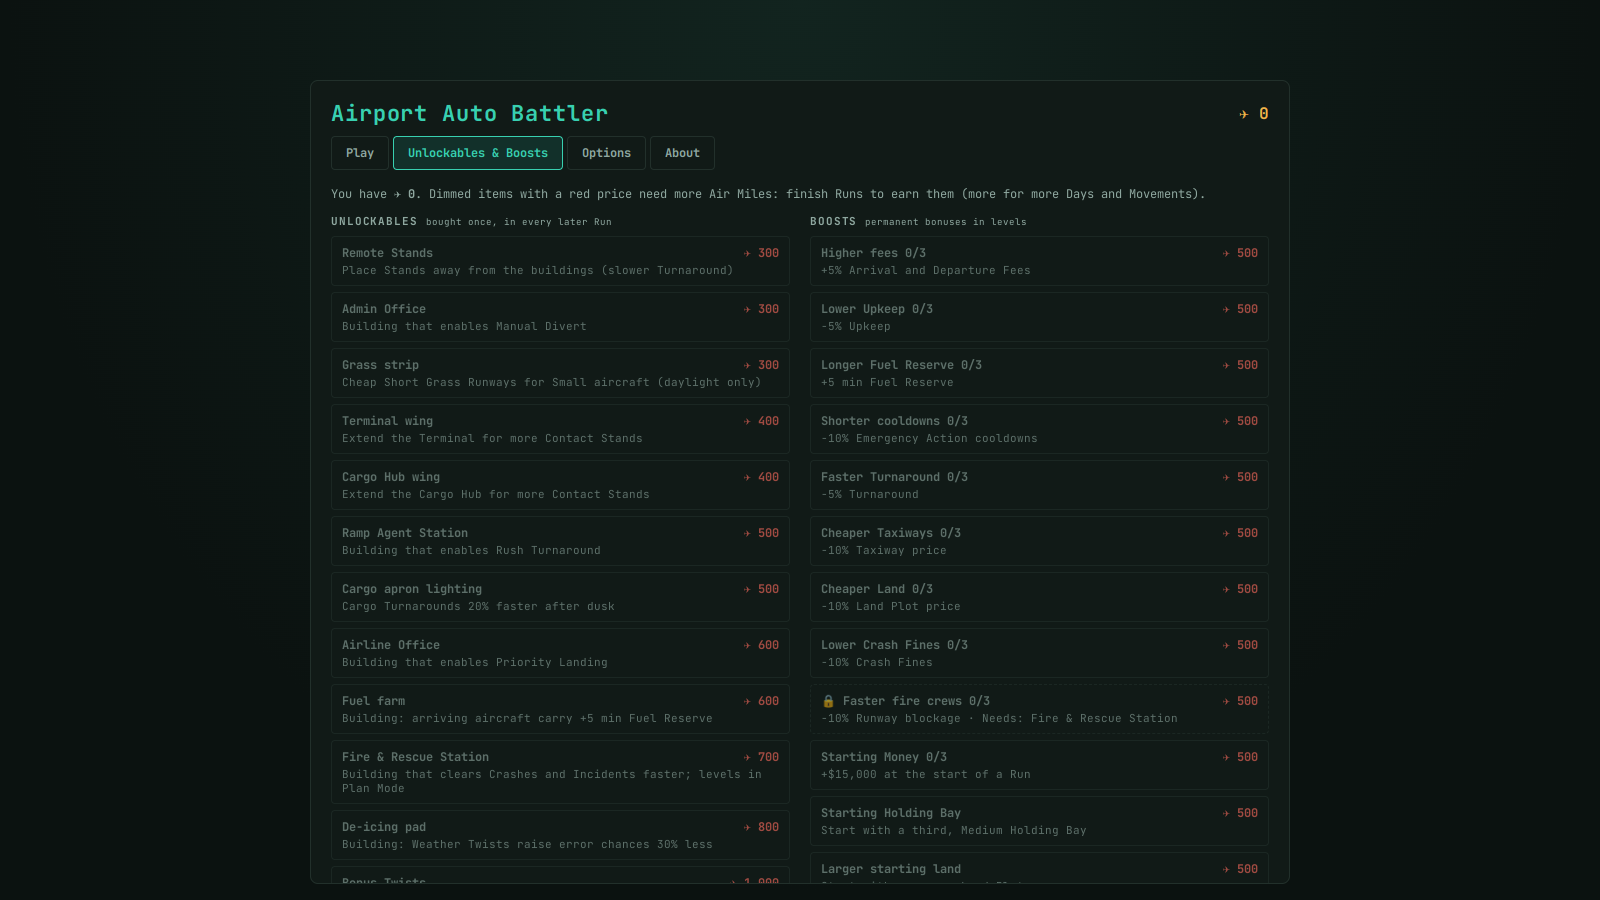 Airport Auto Battler
✈ 0
Play
Unlockables & Boosts
Options
About
You have ✈ 0. Dimmed items with a red price need more Air Miles: finish Runs to earn them (more for more Days and Movements).
UNLOCKABLES bought once, in every later Run
Remote Stands ✈ 300
Place Stands away from the buildings (slower Turnaround)
Admin Office ✈ 300
Building that enables Manual Divert
Grass strip ✈ 300
Cheap Short Grass Runways for Small aircraft (daylight only)
Terminal wing ✈ 400
Extend the Terminal for more Contact Stands
Cargo Hub wing ✈ 400
Extend the Cargo Hub for more Contact Stands
Ramp Agent Station ✈ 500
Building that enables Rush Turnaround
Cargo apron lighting ✈ 500
Cargo Turnarounds 20% faster after dusk
Airline Office ✈ 600
Building that enables Priority Landing
Fuel farm ✈ 600
Building: arriving aircraft carry +5 min Fuel Reserve
Fire & Rescue Station ✈ 700
Building that clears Crashes and Incidents faster; levels in
Plan Mode
De-icing pad ✈ 800
Building: Weather Twists raise error chances 30% less
Bonus Twists ✈ 1,000
BOOSTS permanent bonuses in levels
Higher fees 0/3 ✈ 500
+5% Arrival and Departure Fees
Lower Upkeep 0/3 ✈ 500
-5% Upkeep
Longer Fuel Reserve 0/3 ✈ 500
+5 min Fuel Reserve
Shorter cooldowns 0/3 ✈ 500
-10% Emergency Action cooldowns
Faster Turnaround 0/3 ✈ 500
-5% Turnaround
Cheaper Taxiways 0/3 ✈ 500
-10% Taxiway price
Cheaper Land 0/3 ✈ 500
-10% Land Plot price
Lower Crash Fines 0/3 ✈ 500
-10% Crash Fines
🔒 Faster fire crews 0/3 ✈ 500
-10% Runway blockage · Needs: Fire & Rescue Station
Starting Money 0/3 ✈ 500
+$15,000 at the start of a Run
Starting Holding Bay ✈ 500
Start with a third, Medium Holding Bay
Larger starting land ✈ 500